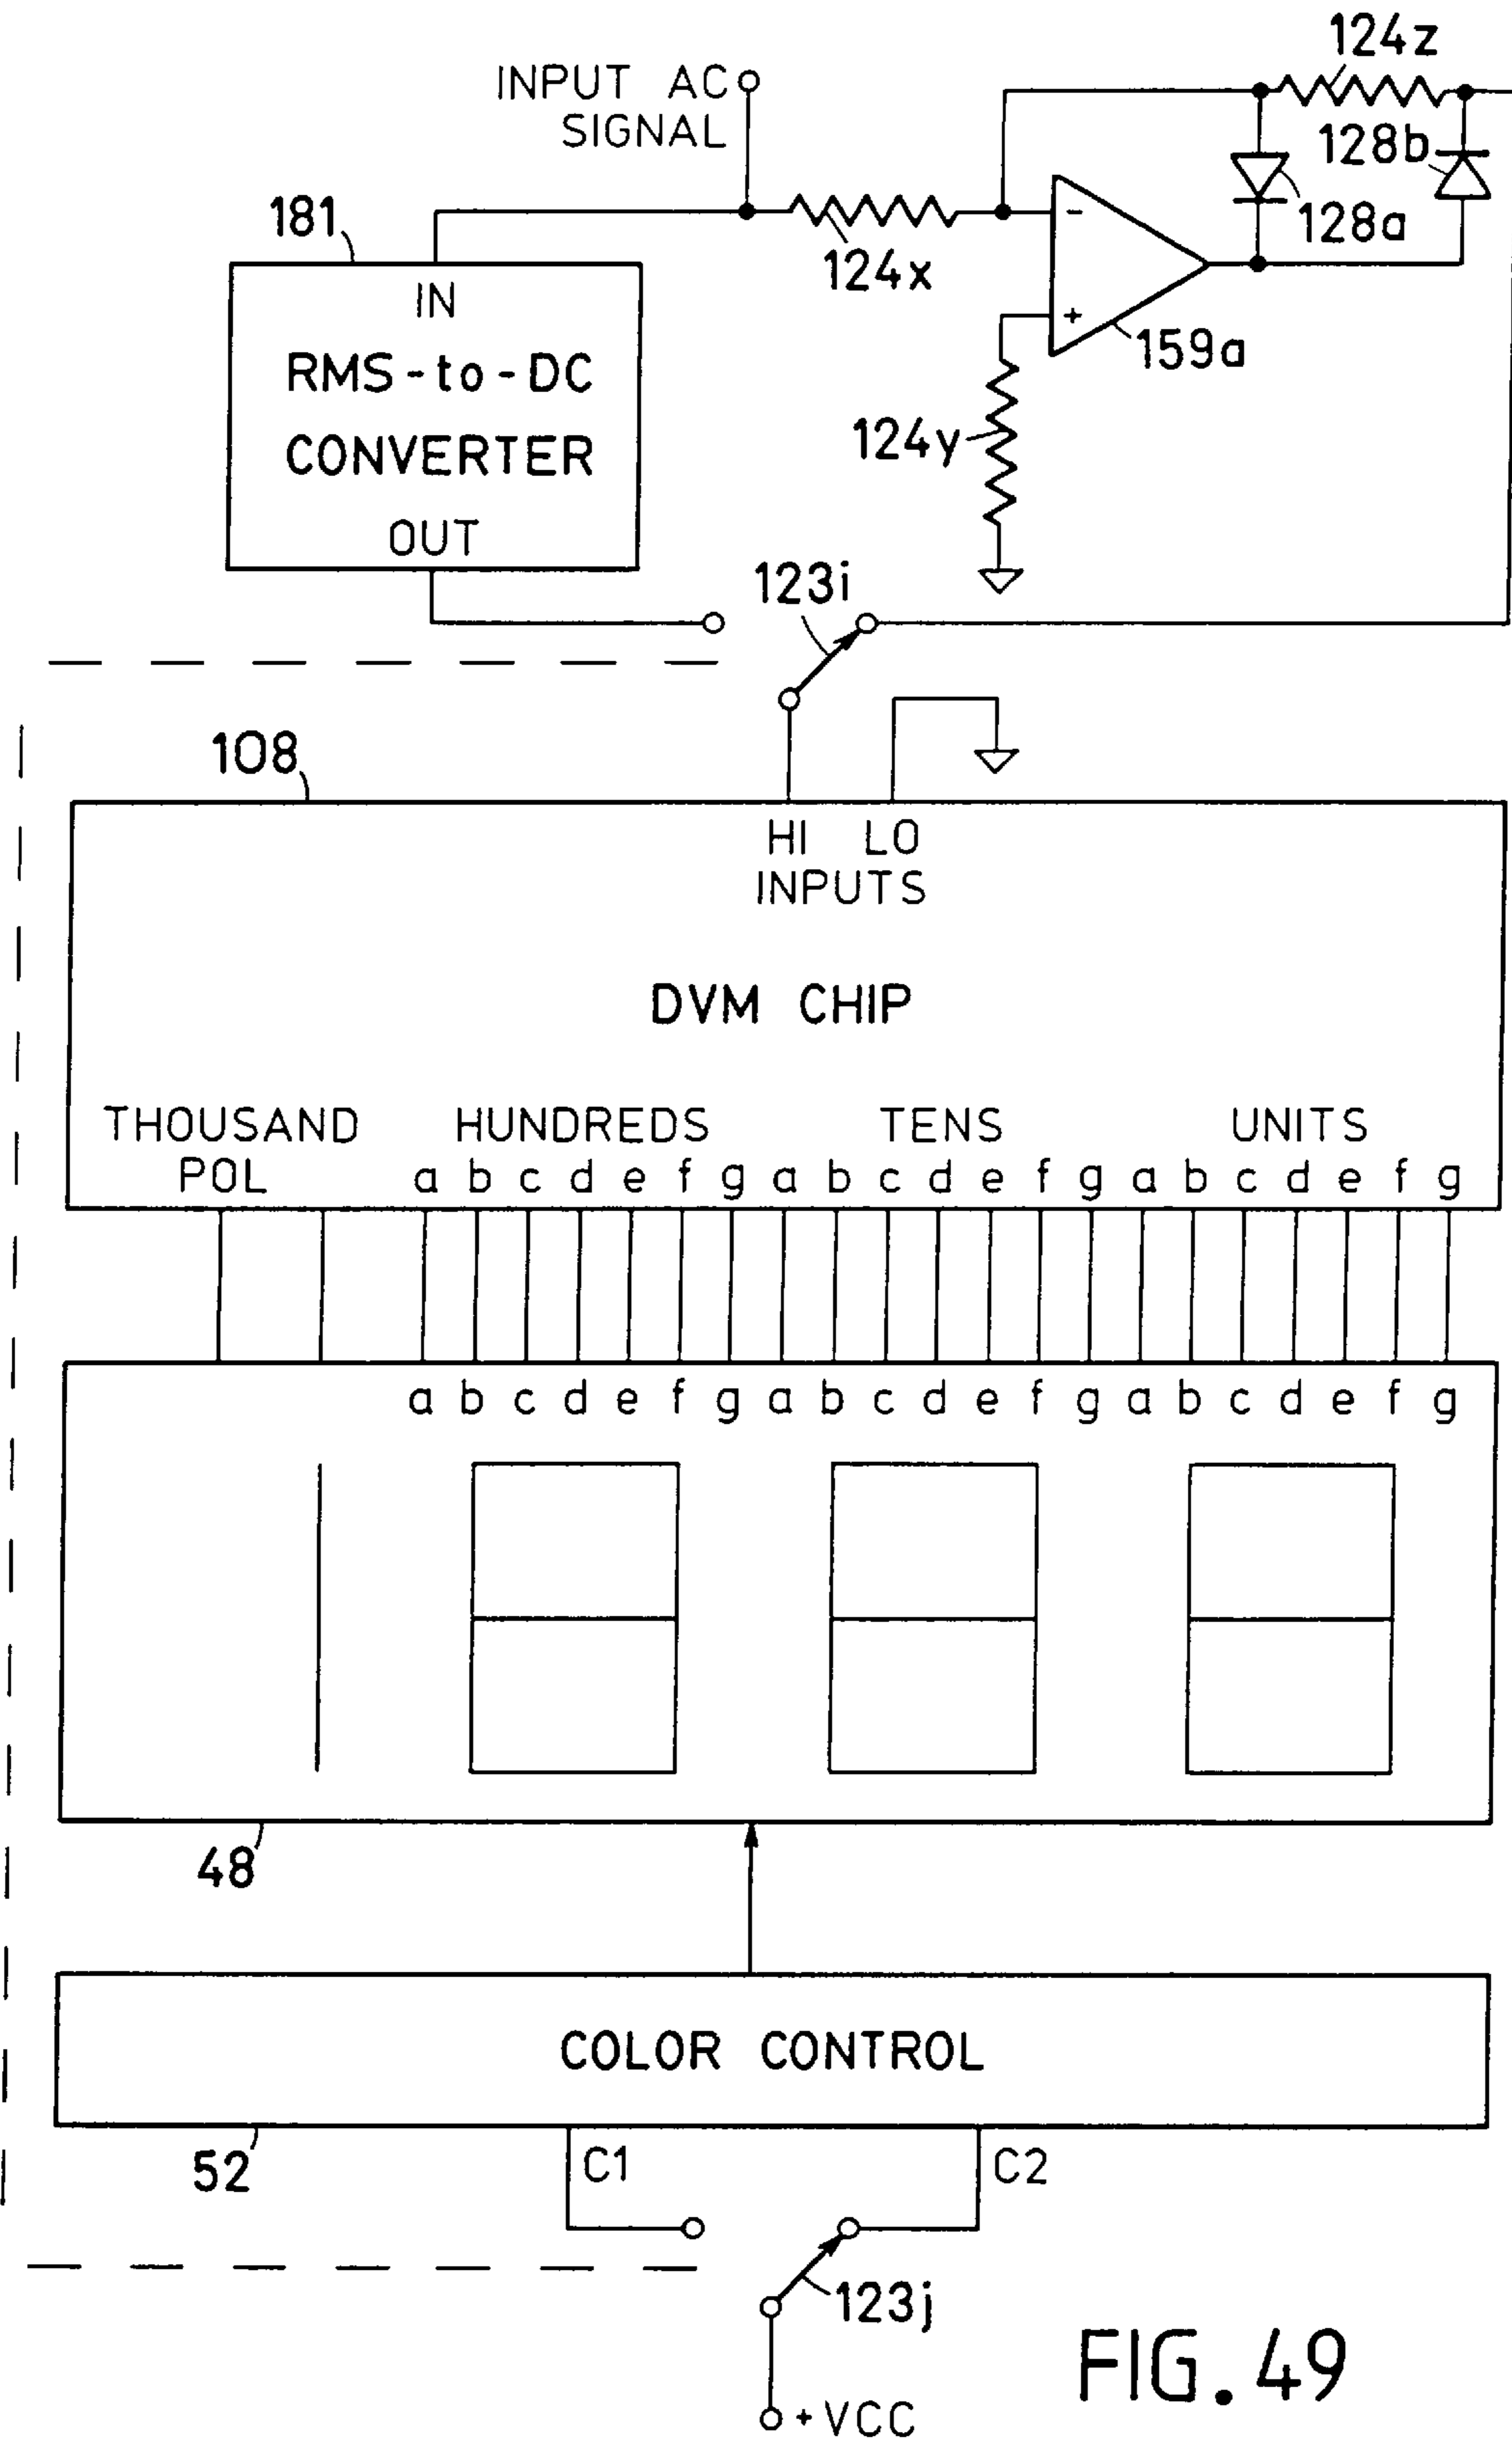 124z
INPUT AC
SIGNAL
128b
181
128a
124x
IN
-
+
159a
RMS-to-DC
CONVERTER
124y
OUT
123i
108
HI LO
INPUTS
DVM CHIP
THOUSAND HUNDREDS TENS UNITS
POL a b c d e f g a b c d e f g a b c d e f g
a b c d e f g a b c d e f g a b c d e f g
48
COLOR CONTROL
52
C1 C2
123j
+VCC
FIG. 49